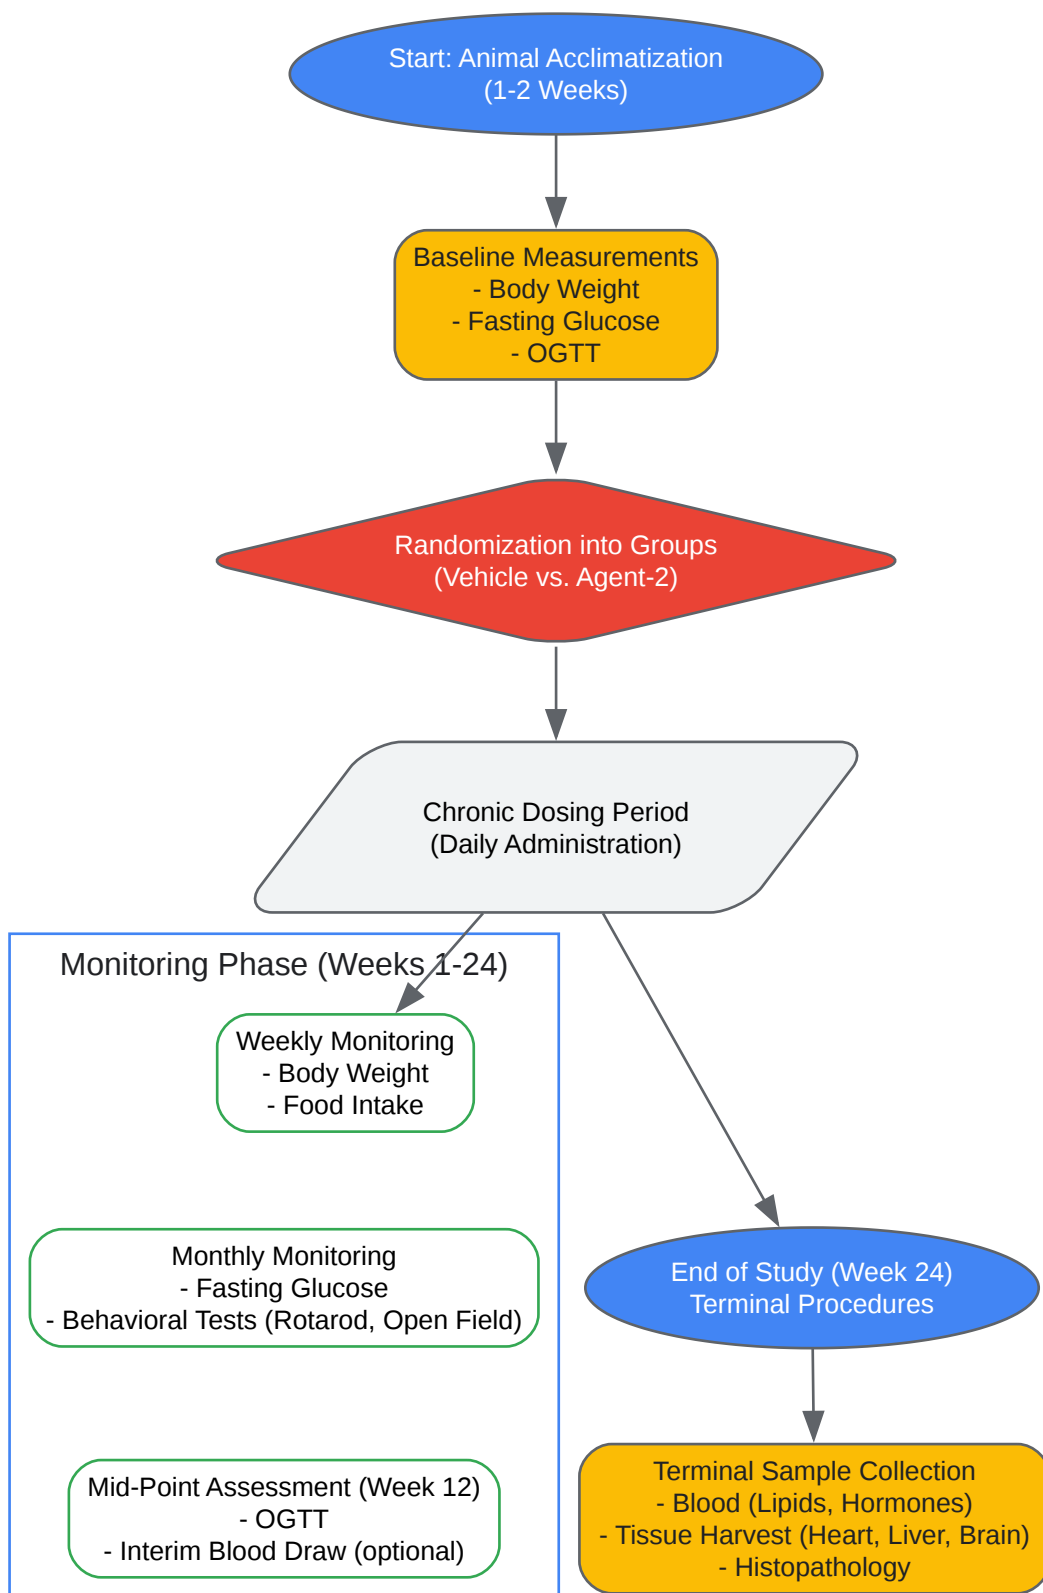 Start: Animal Acclimatization
(1-2 Weeks)
Baseline Measurements
- Body Weight
- Fasting Glucose
- OGTT
Randomization into Groups
(Vehicle vs. Agent-2)
Chronic Dosing Period
(Daily Administration)
Monitoring Phase (Weeks 1-24)
Weekly Monitoring
- Body Weight
- Food Intake
Monthly Monitoring
- Fasting Glucose
- Behavioral Tests (Rotarod, Open Field)
Mid-Point Assessment (Week 12)
- OGTT
- Interim Blood Draw (optional)
End of Study (Week 24)
Terminal Procedures
Terminal Sample Collection
- Blood (Lipids, Hormones)
- Tissue Harvest (Heart, Liver, Brain)
- Histopathology